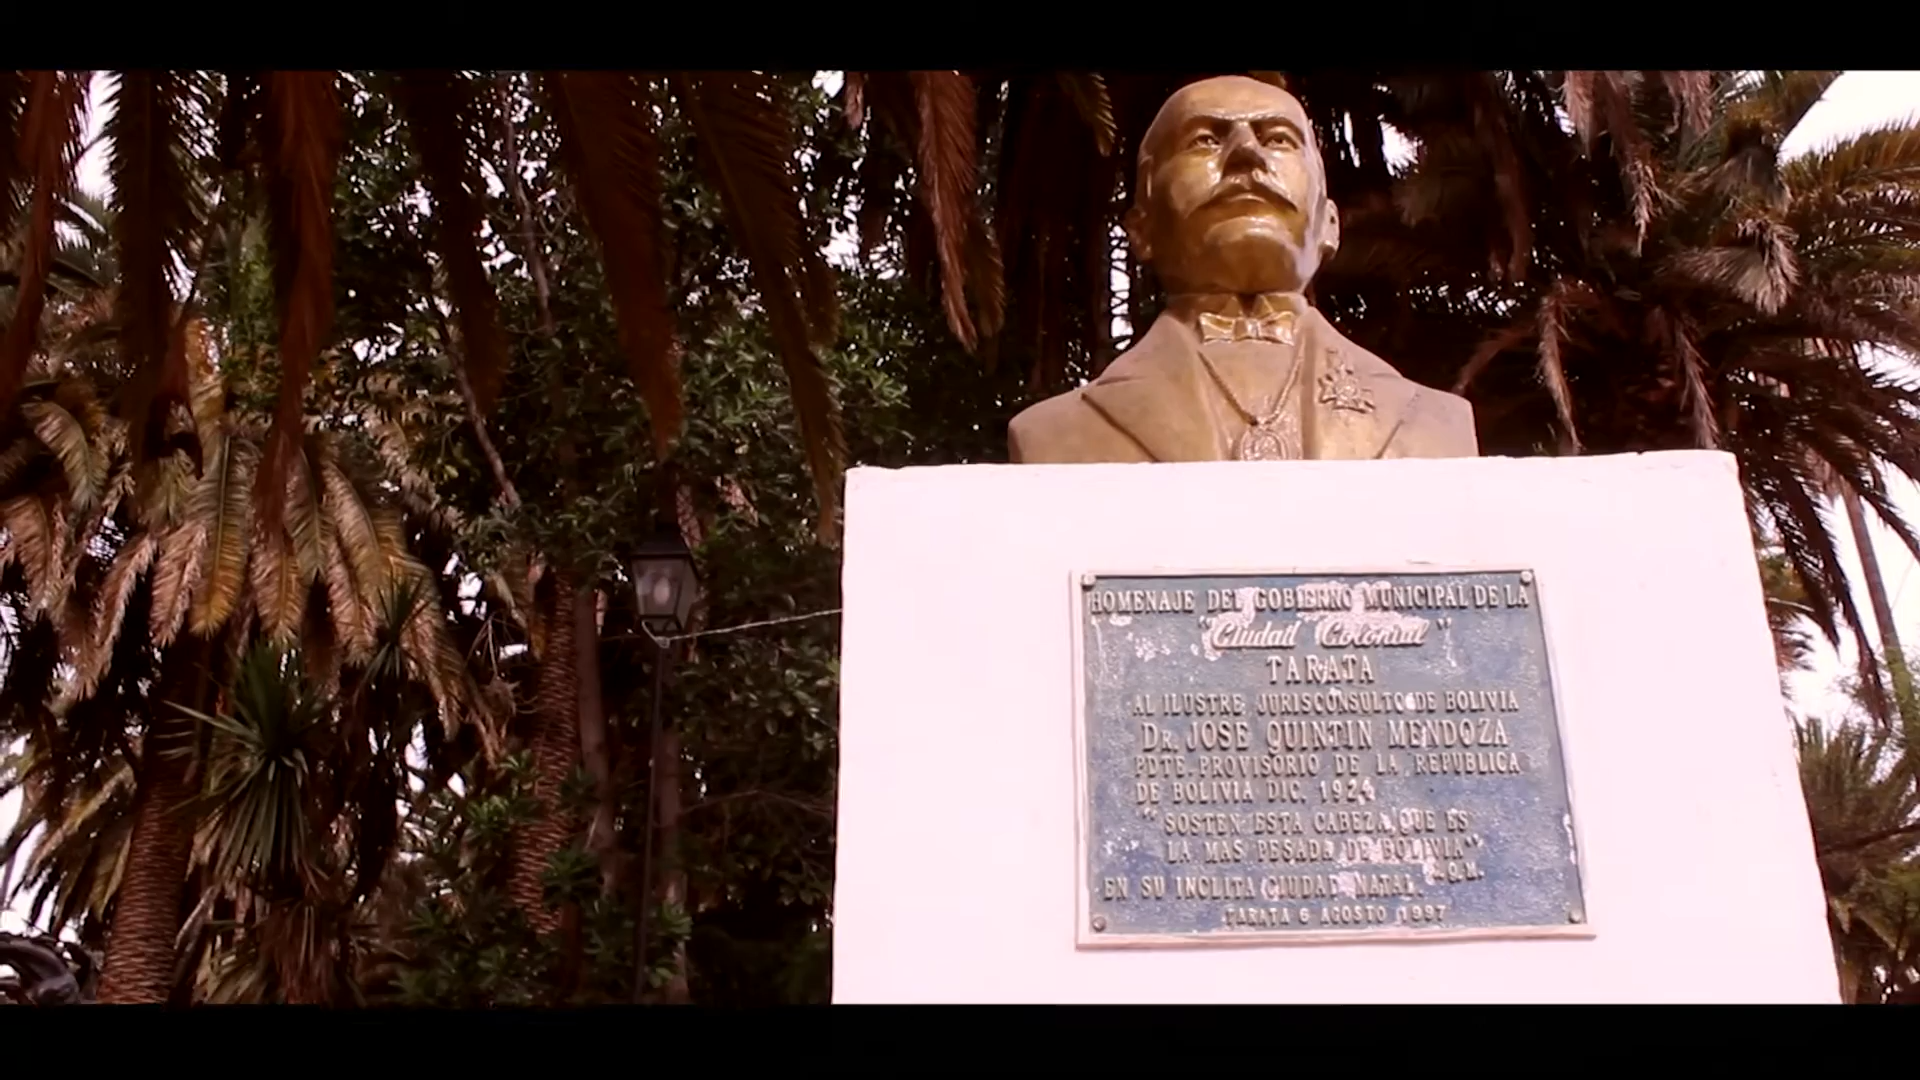 HOMENAJE DEL GOBIERNO MUNICIPAL DE LA
"Ciudad Colonial"
TARATA
AL ILUSTRE JURISCONSULTO DE BOLIVIA
DR. JOSE QUINTIN MENDOZA
PDTE. PROVISORIO DE LA REPUBLICA
DE BOLIVIA DIC. 1924
"SOSTEN ESTA CABEZA QUE ES
LA MAS PESADA DE BOLIVIA"
EN SU INCLITA CIUDAD NATAL.
TARATA 6 AGOSTO 1997